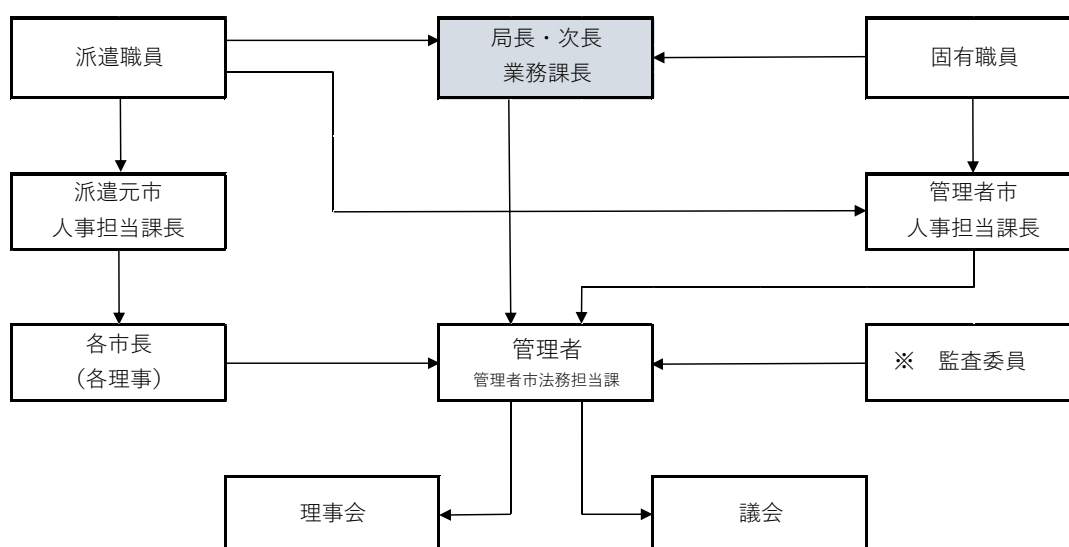 派遣職員
局長・次長
業務課長
固有職員
派遣元市
人事担当課長
管理者市
人事担当課長
各市長
(各理事)
管理者
管理者市法務担当課
※ 監査委員
理事会
議会